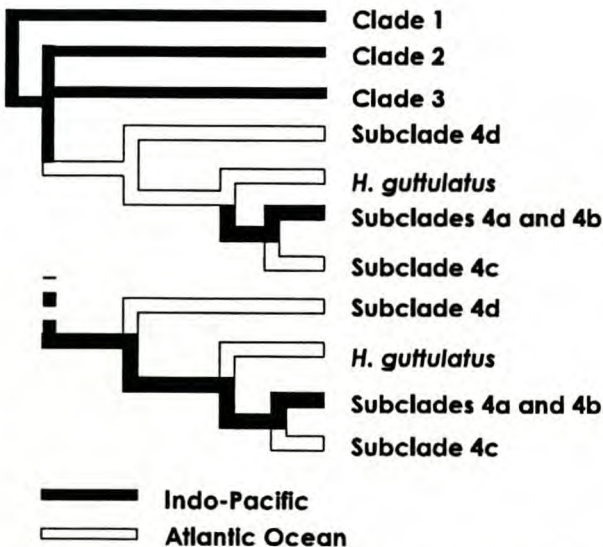 Clade 1
Clade 2
Clade 3
Subclade 4d
H. guttulatus
Subclades 4a and 4b
Subclade 4c
Subclade 4d
H. guttulatus
Subclades 4a and 4b
Subclade 4c
Indo-Pacific
Atlantic Ocean